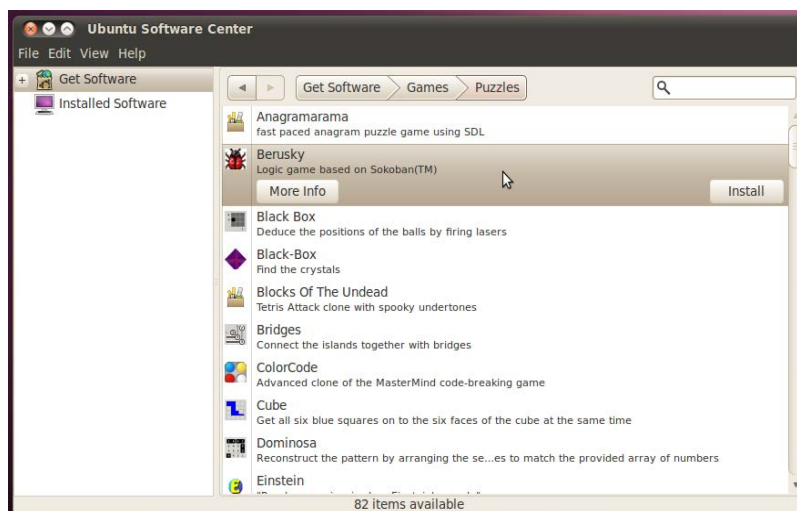 Ubuntu Software Center
File Edit View Help
Get Software
Installed Software
Get Software Games Puzzles
Anagramarama
fast paced anagram puzzle game using SDL
Berusky
Logic game based on Sokoban(TM)
More Info Install
Black Box
Deduce the positions of the balls by firing lasers
Black-Box
Find the crystals
Blocks Of The Undead
Tetris Attack clone with spooky undertones
Bridges
Connect the islands together with bridges
ColorCode
Advanced clone of the MasterMind code-breaking game
Cube
Get all six blue squares on to the six faces of the cube at the same time
Dominosa
Reconstruct the pattern by arranging the se...es to match the provided array of numbers
Einstein
82 items available